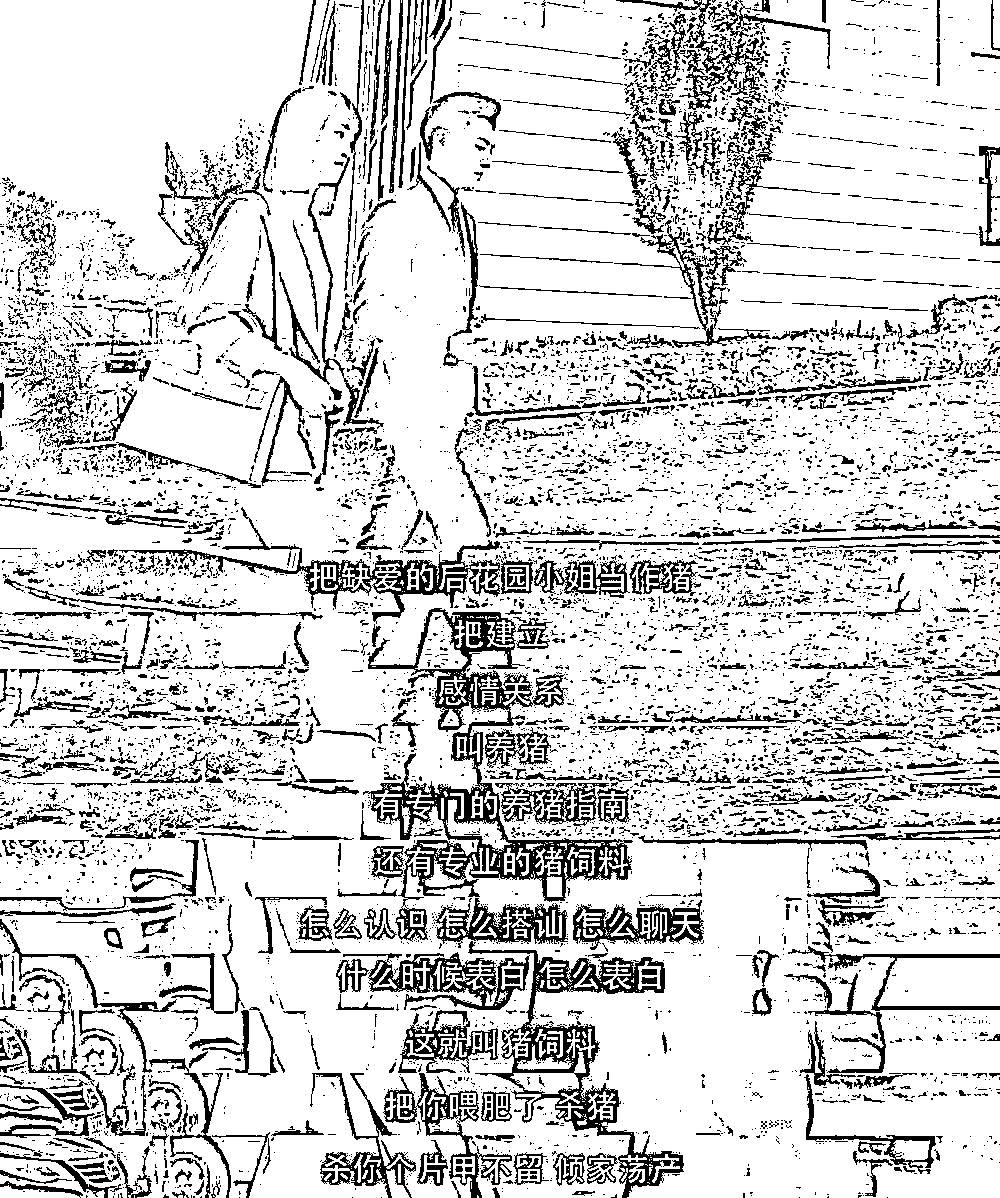 把缺爱的后花园小姐当作猪
把建立
感情关系
叫养猪
有专门的养猪指南
还有专业的猪饲料
怎么认识 怎么搭讪 怎么聊天
什么时候表白 怎么表白
这就叫猪饲料
把你喂肥了 杀猪
杀你个片甲不留 倾家荡产